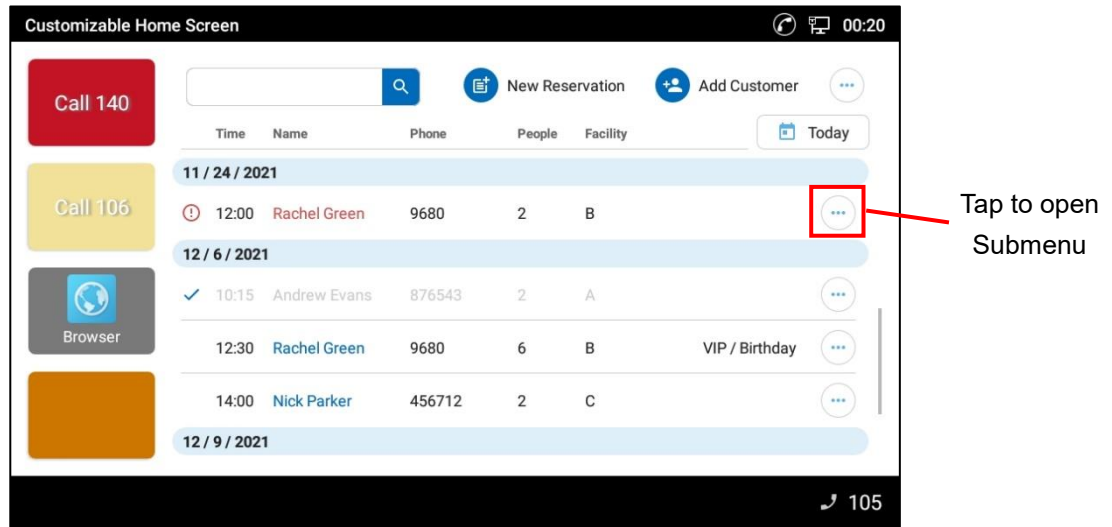 Customizable Home Screen 00:20
Call 140
New Reservation Add Customer
Time Name Phone People Facility Today
11 / 24 / 2021
Call 106
12:00 Rachel Green 9680 2 B
Tap to open
Submenu
12 / 6 / 2021
10:15 Andrew Evans 876543 2 A
Browser
12:30 Rachel Green 9680 6 B VIP / Birthday
14:00 Nick Parker 456712 2 C
12 / 9 / 2021
105